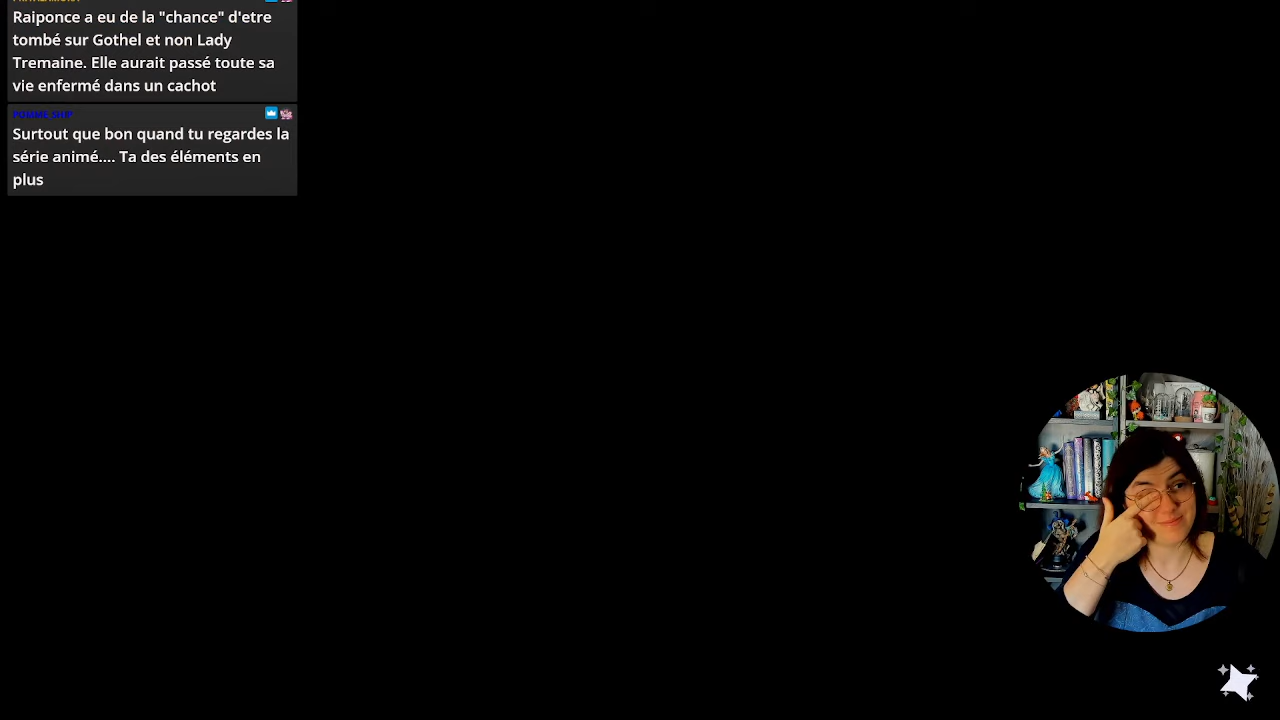 Raiponce a eu de la "chance" d'etre
tombé sur Gothel et non Lady
Tremaine. Elle aurait passé toute sa
vie enfermé dans un cachot
POMME_SHIP
Surtout que bon quand tu regardes la
série animé.... Ta des éléments en
plus